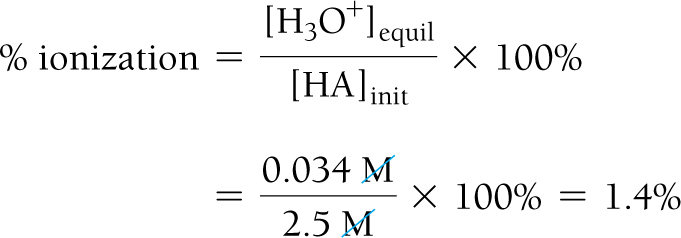 % ionization = [H₃O⁺]equil / [HA]init × 100%
= 0.034 M / 2.5 M × 100% = 1.4%